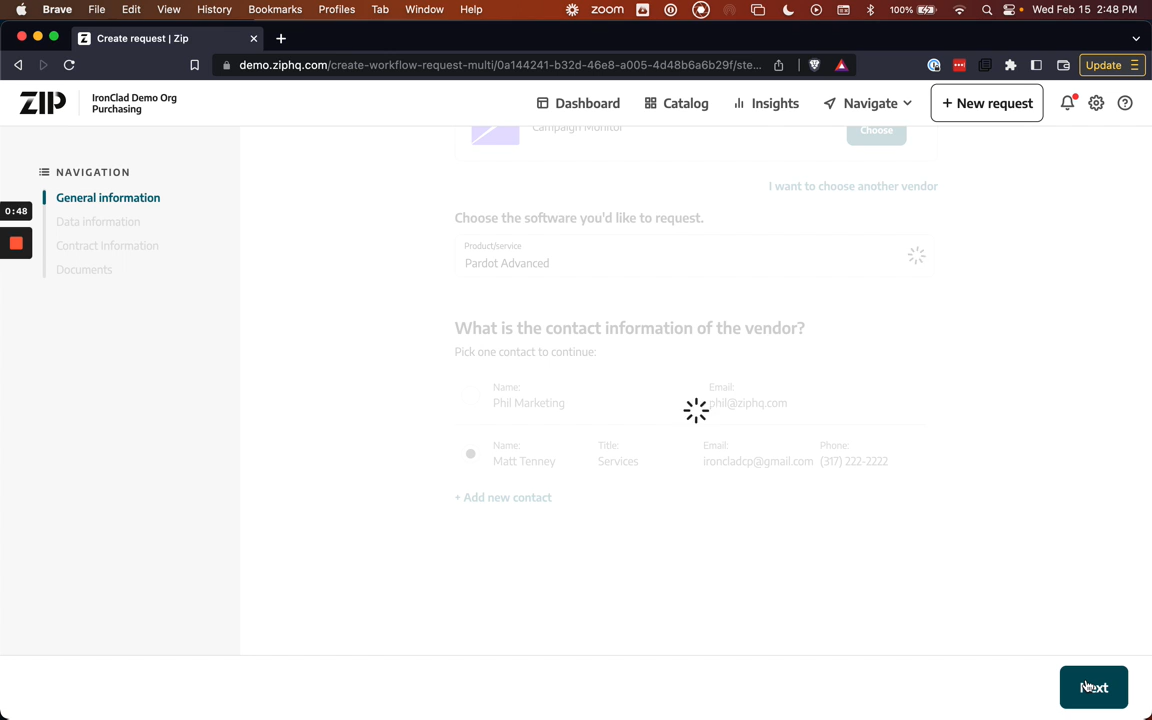 Brave File Edit View History Bookmarks Profiles Tab Window Help zoom 100% Wed Feb 15 2:48 PM
Create request | Zip
demo.ziphq.com/create-workflow-request-multi/0a144241-b32d-46e8-a005-4d48b6a6b29f/ste... Update
ZIP IronClad Demo Org
Purchasing
Dashboard Catalog Insights Navigate + New request
NAVIGATION
General information
Data information
Contract Information
Documents
0:48
Campaign Monitor Choose
I want to choose another vendor
Choose the software you'd like to request.
Product/service
Pardot Advanced
What is the contact information of the vendor?
Pick one contact to continue:
Name: Email:
Phil Marketing phil@ziphq.com
Name: Title: Email: Phone:
Matt Tenney Services ironcladcp@gmail.com (317) 222-2222
+ Add new contact
Next